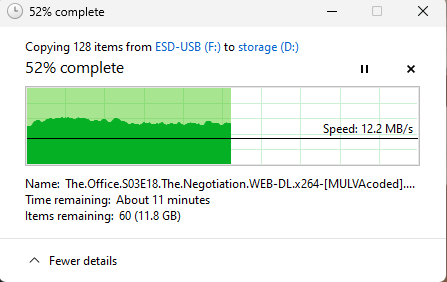 52% complete
Copying 128 items from ESD-USB (F:) to storage (D:)
52% complete
Speed: 12.2 MB/s
Name: The.Office.S03E18.The.Negotiation.WEB-DL.x264-[MULVAcoded]....
Time remaining: About 11 minutes
Items remaining: 60 (11.8 GB)
Fewer details